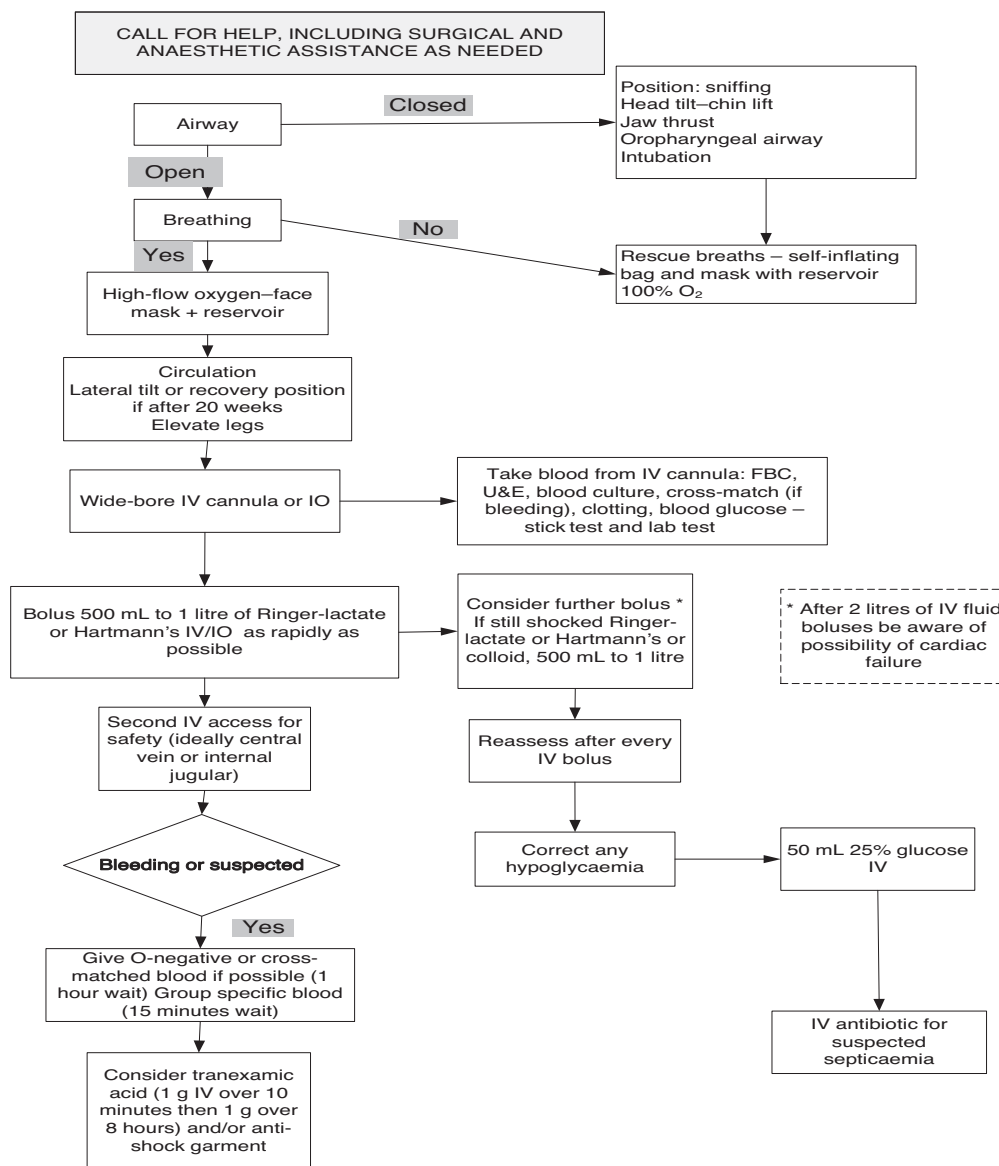 CALL FOR HELP, INCLUDING SURGICAL AND
ANAESTHETIC ASSISTANCE AS NEEDED
Airway
Closed
Position: sniffing
Head tilt–chin lift
Jaw thrust
Oropharyngeal airway
Intubation
Open
Breathing
No
Rescue breaths – self-inflating
bag and mask with reservoir
100% O₂
Yes
High-flow oxygen–face
mask + reservoir
Circulation
Lateral tilt or recovery position
if after 20 weeks
Elevate legs
Wide-bore IV cannula or IO
Take blood from IV cannula: FBC,
U&E, blood culture, cross-match (if
bleeding), clotting, blood glucose –
stick test and lab test
Bolus 500 mL to 1 litre of Ringer-lactate
or Hartmann's IV/IO as rapidly as
possible
Consider further bolus *
If still shocked Ringer-
lactate or Hartmann's or
colloid, 500 mL to 1 litre
* After 2 litres of IV fluid
boluses be aware of
possibility of cardiac
failure
Second IV access for
safety (ideally central
vein or internal
jugular)
Reassess after every
IV bolus
Bleeding or suspected
Correct any
hypoglycaemia
50 mL 25% glucose
IV
Yes
Give O-negative or cross-
matched blood if possible (1
hour wait) Group specific blood
(15 minutes wait)
IV antibiotic for
suspected
septicaemia
Consider tranexamic
acid (1 g IV over 10
minutes then 1 g over
8 hours) and/or anti-
shock garment